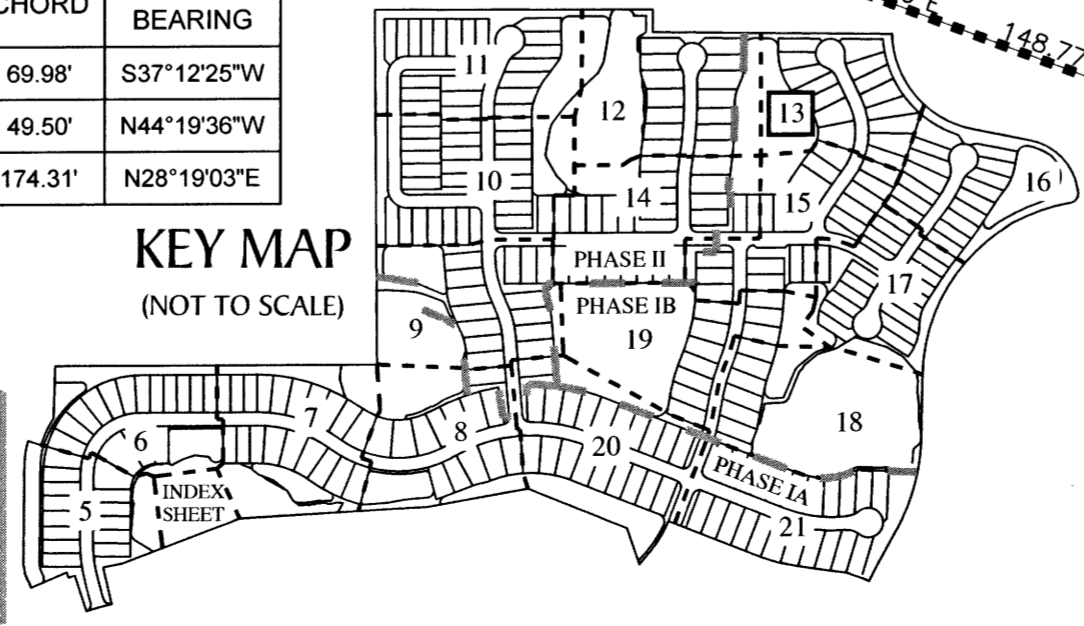 CHORD
BEARING
69.98' S37°12'25"W
49.50' N44°19'36"W
174.31' N28°19'03"E
148.77
KEY MAP
(NOT TO SCALE)
11
12
13
10
14
15
16
PHASE II
17
PHASE IB
9
19
18
7
6
8
20
PHASE IA
INDEX
SHEET
5
21